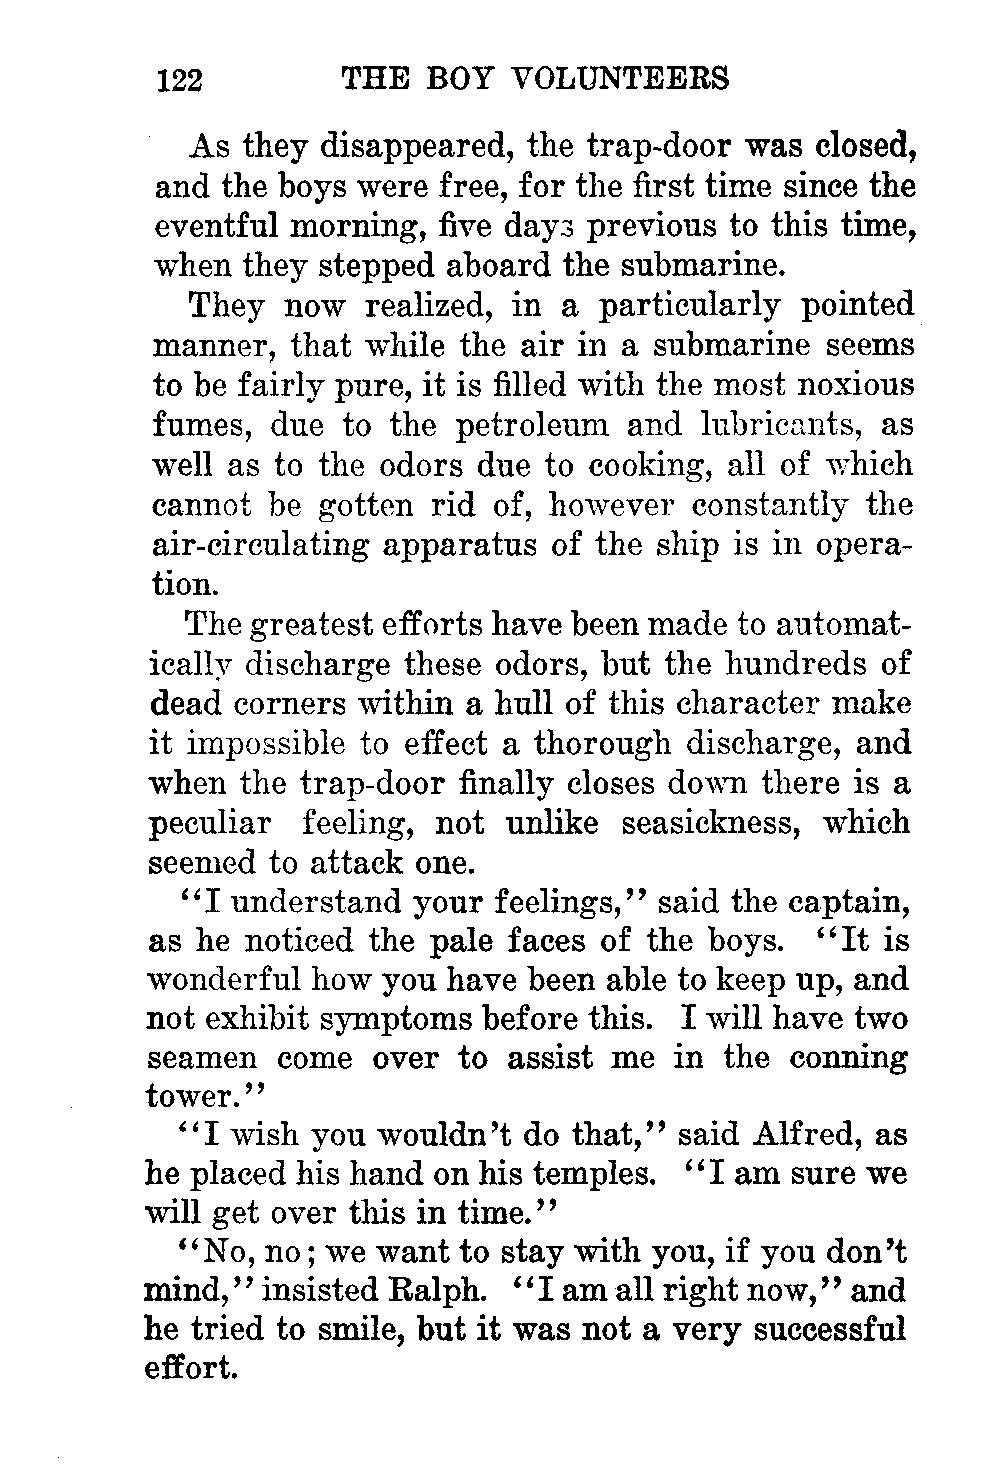 122 THE BOY VOLUNTEERS
As they disappeared, the trap-door was closed,
and the boys were free, for the first time since the
eventful morning, five days previous to this time,
when they stepped aboard the submarine.
They now realized, in a particularly pointed
manner, that while the air in a submarine seems
to be fairly pure, it is filled with the most noxious
fumes, due to the petroleum and lubricants, as
well as to the odors due to cooking, all of which
cannot be gotten rid of, however constantly the
air-circulating apparatus of the ship is in opera-
tion.
The greatest efforts have been made to automat-
ically discharge these odors, but the hundreds of
dead corners within a hull of this character make
it impossible to effect a thorough discharge, and
when the trap-door finally closes down there is a
peculiar feeling, not unlike seasickness, which
seemed to attack one.
“I understand your feelings,” said the captain,
as he noticed the pale faces of the boys. “It is
wonderful how you have been able to keep up, and
not exhibit symptoms before this. I will have two
seamen come over to assist me in the conning
tower.”
“I wish you wouldn’t do that,” said Alfred, as
he placed his hand on his temples. “I am sure we
will get over this in time.”
“No, no; we want to stay with you, if you don’t
mind,” insisted Ralph. “I am all right now,” and
he tried to smile, but it was not a very successful
effort.